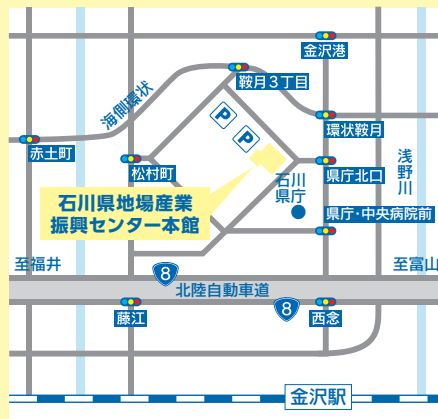 金沢港
鞍月3丁目
海側環状
P
P
環状鞍月
赤土町
松村町
県庁北口
浅野川
石川
県庁
石川県地場産業
振興センター本館
県庁・中央病院前
至福井
至富山
8
北陸自動車道
8
藤江
西念
金沢駅